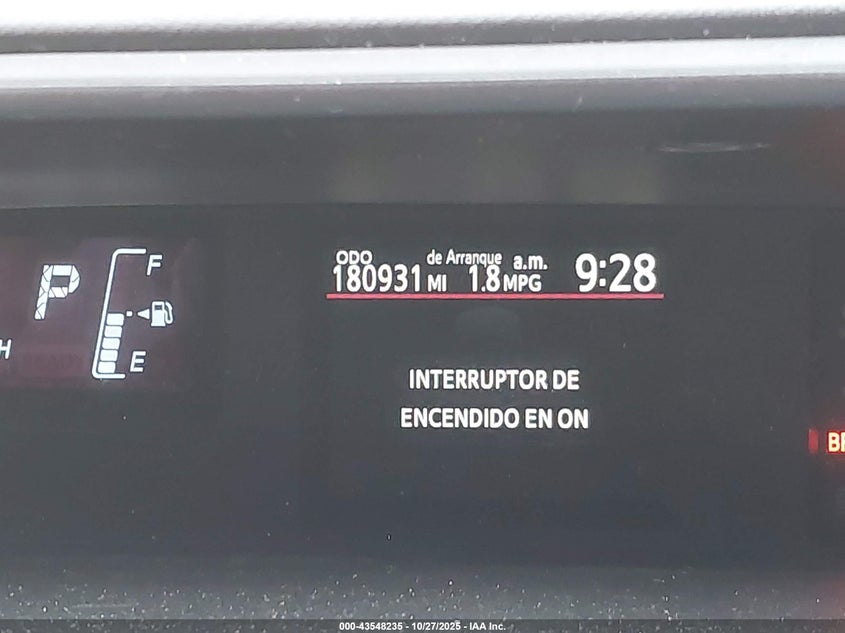 ODO de Arranque a.m. 9:28
180931 MI 1.8 MPG
P F
H E
INTERRUPTOR DE
ENCENDIDO EN ON
000-43548235 - 10/27/2025 - IAA Inc.